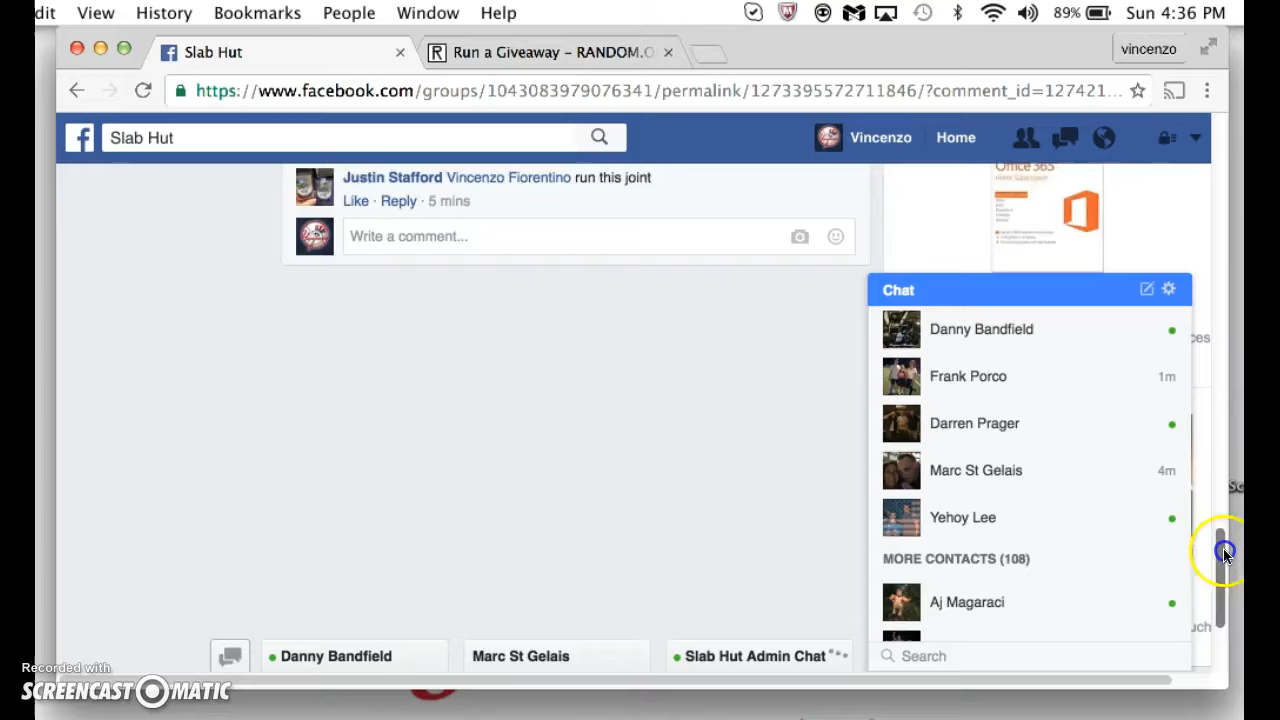 dit View History Bookmarks People Window Help 89% Sun 4:36 PM
Slab Hut
Run a Giveaway – RANDOM.O
vincenzo
https://www.facebook.com/groups/1043083979076341/permalink/1273395572711846/?comment_id=127421...
Slab Hut
Vincenzo Home
Justin Stafford Vincenzo Fiorentino run this joint
Like · Reply · 5 mins
Write a comment...
Office 365
Chat
Danny Bandfield
Frank Porco 1m
Darren Prager
Marc St Gelais 4m
Yehoy Lee
MORE CONTACTS (108)
Aj Magaraci
Search
ces
uch
Danny Bandfield
Marc St Gelais
Slab Hut Admin Chat
Recorded with
SCREENCAST-O-MATIC